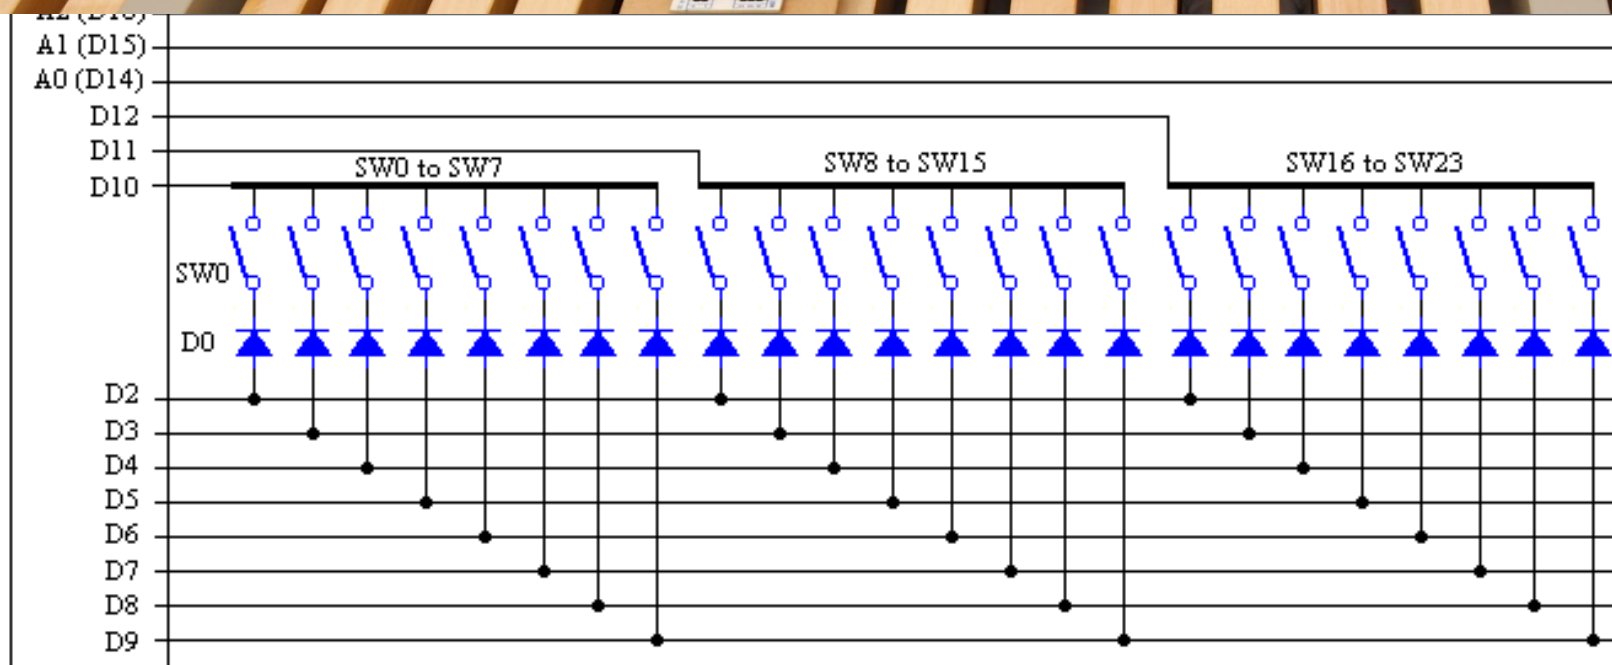 A1 (D15)
A0 (D14)
D12
D11
D10
SW0 to SW7
SW8 to SW15
SW16 to SW23
SW0
D0
D2
D3
D4
D5
D6
D7
D8
D9